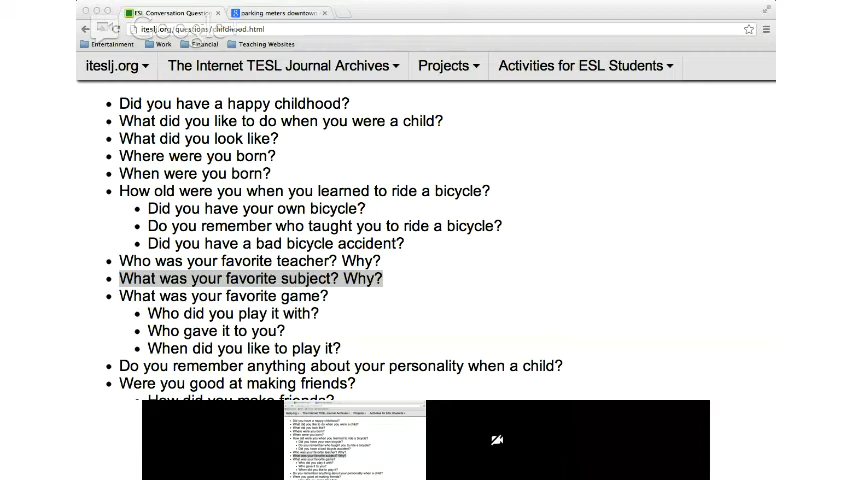 ESL Conversation Question
parking meters downtown
iteslj.org/questions/childhood.html
Entertainment
Work
Financial
Teaching Websites
iteslj.org
The Internet TESL Journal Archives
Projects
Activities for ESL Students
Did you have a happy childhood?
What did you like to do when you were a child?
What did you look like?
Where were you born?
When were you born?
How old were you when you learned to ride a bicycle?
Did you have your own bicycle?
Do you remember who taught you to ride a bicycle?
Did you have a bad bicycle accident?
Who was your favorite teacher? Why?
What was your favorite subject? Why?
What was your favorite game?
Who did you play it with?
Who gave it to you?
When did you like to play it?
Do you remember anything about your personality when a child?
Were you good at making friends?
How did you make friends?